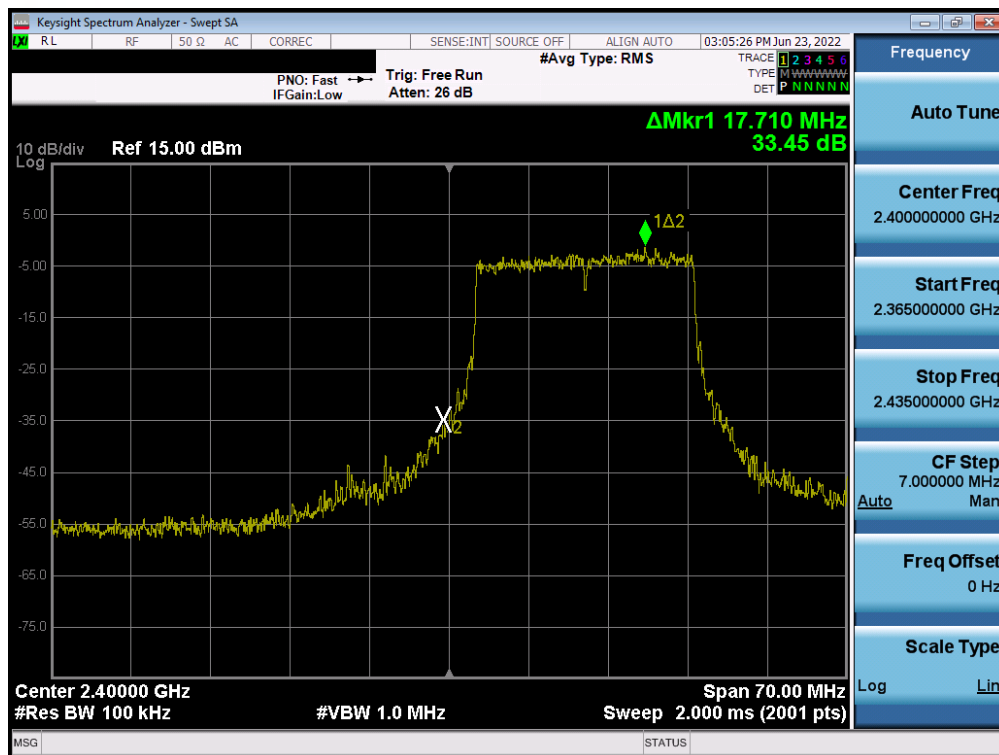 Keysight Spectrum Analyzer - Swept SA
LXI RL RF 50 Ω AC CORREC SENSE:INT SOURCE OFF ALIGN AUTO 03:05:26 PM Jun 23, 2022
#Avg Type: RMS
TRACE 1 2 3 4 5 6
TYPE M WWWWW
DET P N N N N N
PNO: Fast
IFGain:Low
Trig: Free Run
Atten: 26 dB
ΔMkr1 17.710 MHz
33.45 dB
10 dB/div Ref 15.00 dBm
Log
5.00
-5.00
-15.0
-25.0
-35.0
-45.0
-55.0
-65.0
-75.0
1Δ2
X2
Center 2.40000 GHz Span 70.00 MHz
#Res BW 100 kHz #VBW 1.0 MHz Sweep 2.000 ms (2001 pts)
MSG STATUS
Frequency
Auto Tune
Center Freq
2.400000000 GHz
Start Freq
2.365000000 GHz
Stop Freq
2.435000000 GHz
CF Step
7.000000 MHz
Auto Man
Freq Offset
0 Hz
Scale Type
Log Lin